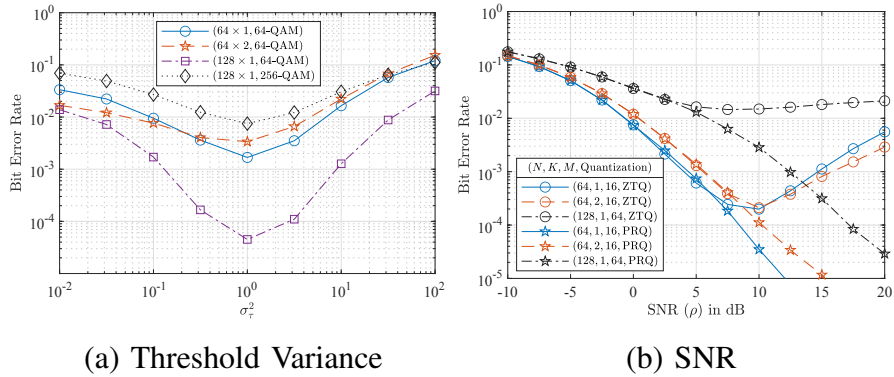 (64 × 1, 64-QAM)
(64 × 2, 64-QAM)
(128 × 1, 64-QAM)
(128 × 1, 256-QAM)
Bit Error Rate
10^0
10^-1
10^-2
10^-3
10^-4
10^-2
10^-1
10^0
10^1
10^2
σ_τ^2
(a) Threshold Variance
Bit Error Rate
10^0
10^-1
10^-2
10^-3
10^-4
10^-5
(N, K, M, Quantization)
(64, 1, 16, ZTQ)
(64, 2, 16, ZTQ)
(128, 1, 64, ZTQ)
(64, 1, 16, PRQ)
(64, 2, 16, PRQ)
(128, 1, 64, PRQ)
-10 -5 0 5 10 15 20
SNR (ρ) in dB
(b) SNR